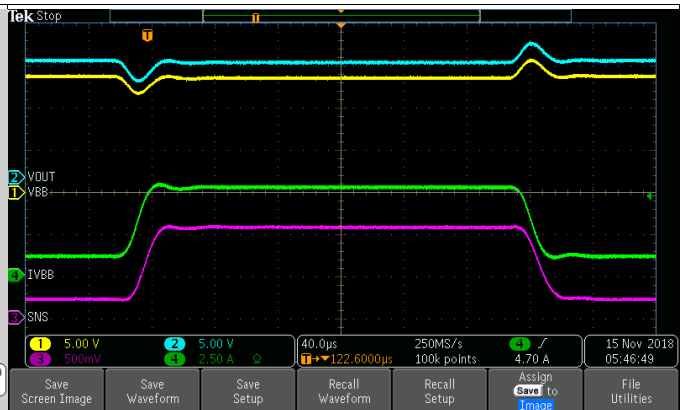 Tek Stop
T
T
2 VOUT
1 VBB
4 IVBB
3 SNS
1 5.00 V 2 5.00 V
3 500mV 4 2.50 A Ω
40.0µs 250MS/s 4 ∫
T→▼122.6000µs 100k points 4.70 A
15 Nov 2018
05:46:49
Save
Screen Image
Save
Waveform
Save
Setup
Recall
Waveform
Recall
Setup
Assign
Save to
Image
File
Utilities